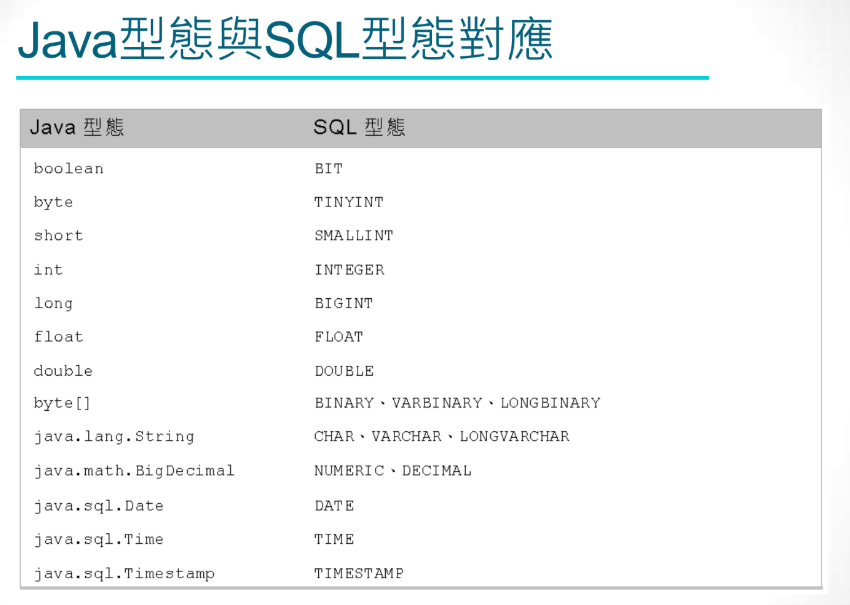 Java型態與SQL型態對應
Java 型態 SQL 型態
boolean BIT
byte TINYINT
short SMALLINT
int INTEGER
long BIGINT
float FLOAT
double DOUBLE
byte[] BINARY、VARBINARY、LONGBINARY
java.lang.String CHAR、VARCHAR、LONGVARCHAR
java.math.BigDecimal NUMERIC、DECIMAL
java.sql.Date DATE
java.sql.Time TIME
java.sql.Timestamp TIMESTAMP